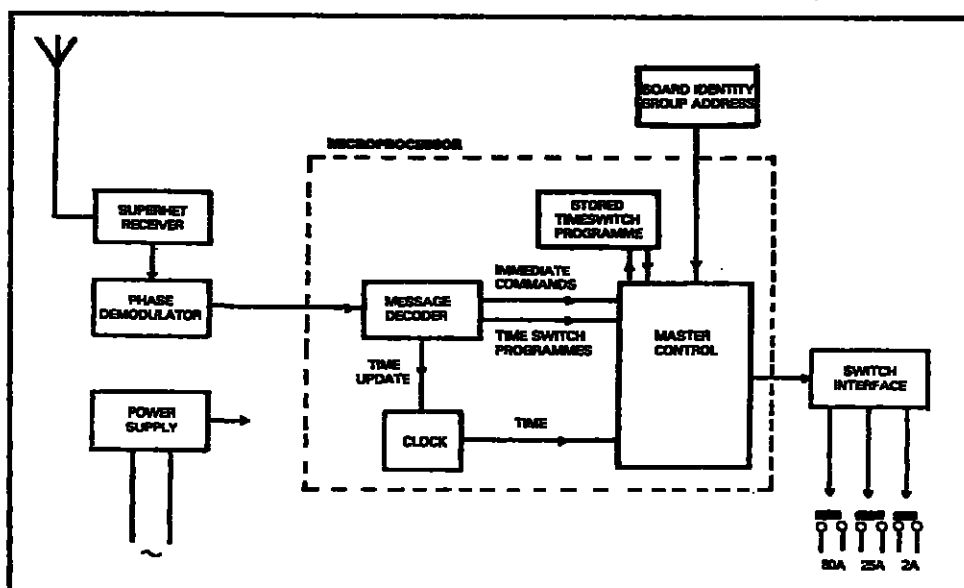 BOARD IDENTITY
GROUP ADDRESS
MICROPROCESSOR
SUPERHET
RECEIVER
STORED
TIMESWITCH
PROGRAMME
PHASE
DEMODULATOR
MESSAGE
DECODER
IMMEDIATE
COMMANDS
TIME SWITCH
PROGRAMMES
MASTER
CONTROL
TIME
UPDATE
SWITCH
INTERFACE
POWER
SUPPLY
CLOCK
TIME
~
80A 25A 2A